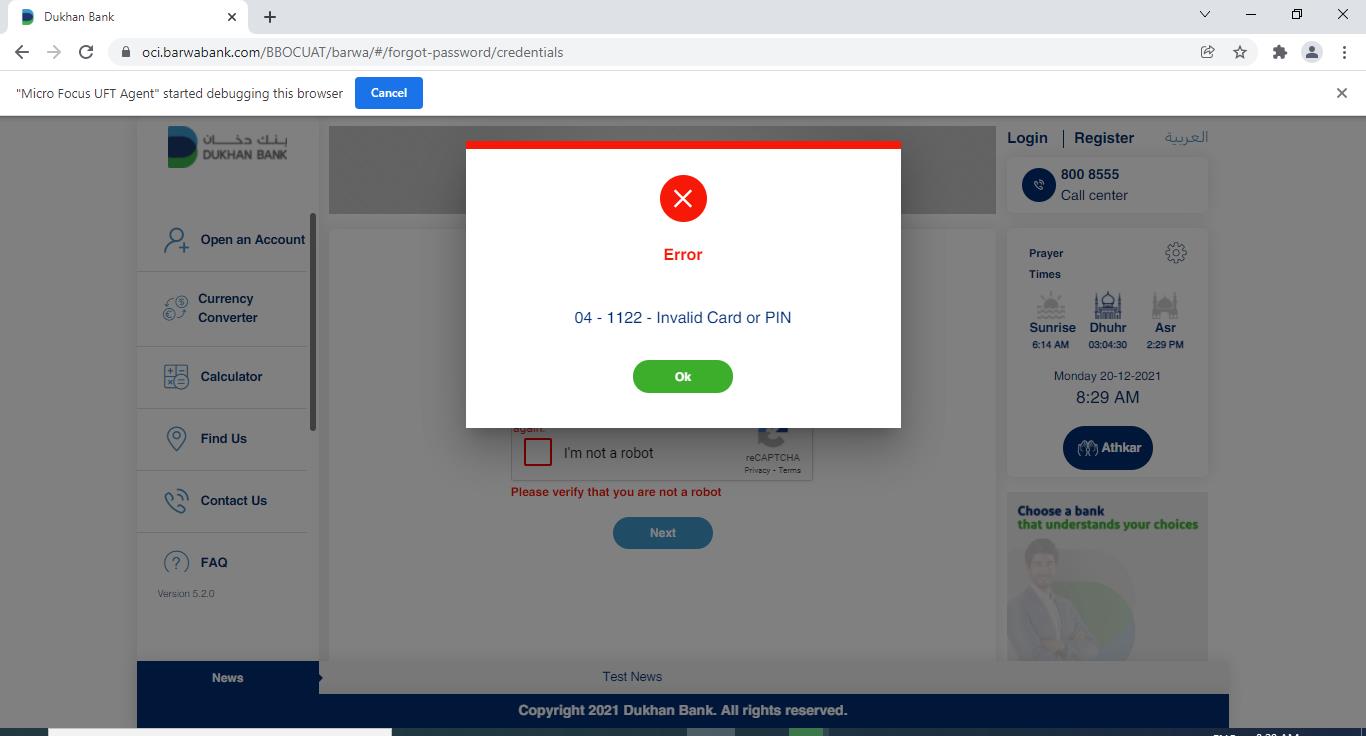 Dukhan Bank
oci.barwabank.com/BBOCUAT/barwa/#/forgot-password/credentials
"Micro Focus UFT Agent" started debugging this browser
Cancel
بنك دخان
DUKHAN BANK
Open an Account
Currency
Converter
Calculator
Find Us
Contact Us
FAQ
Version 5.2.0
Error
04 - 1122 - Invalid Card or PIN
Ok
again.
I'm not a robot
reCAPTCHA
Privacy - Terms
Please verify that you are not a robot
Next
Login | Register العربية
800 8555
Call center
Prayer
Times
Sunrise Dhuhr Asr
6:14 AM 03:04:30 2:29 PM
Monday 20-12-2021
8:29 AM
Athkar
Choose a bank
that understands your choices
News
Test News
Copyright 2021 Dukhan Bank. All rights reserved.